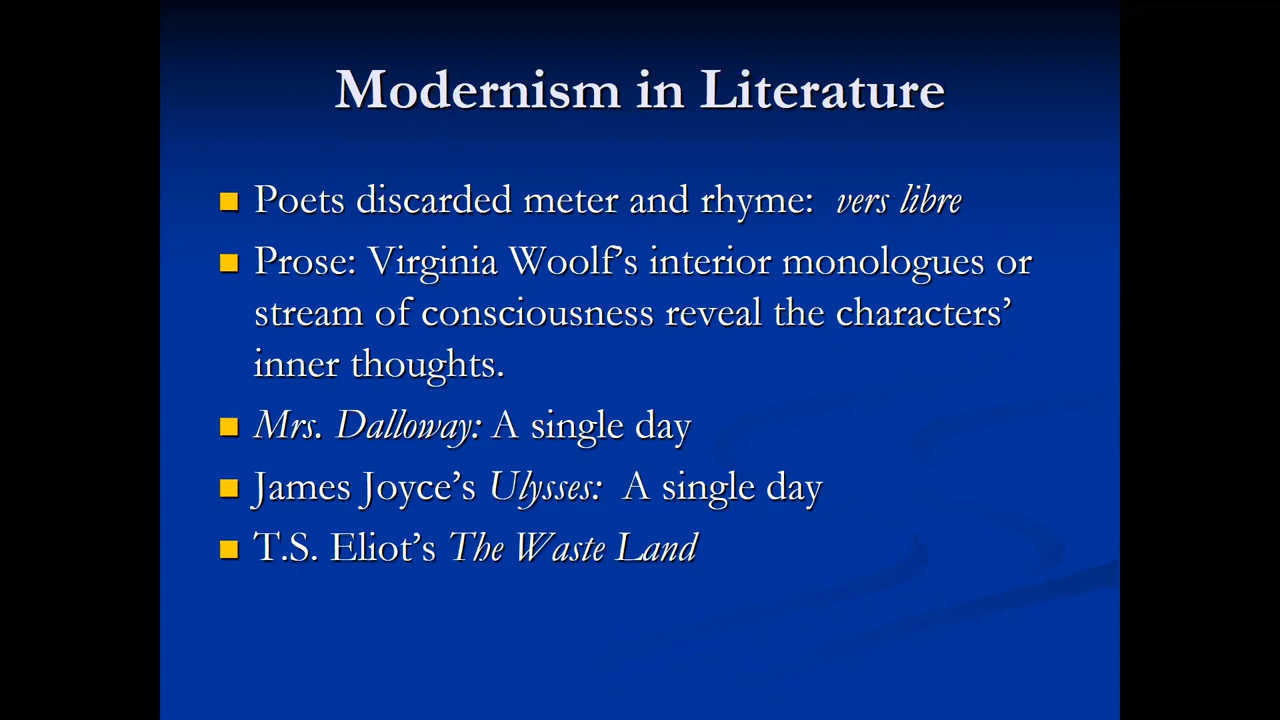 Modernism in Literature
Poets discarded meter and rhyme: vers libre
Prose: Virginia Woolf's interior monologues or
stream of consciousness reveal the characters'
inner thoughts.
Mrs. Dalloway: A single day
James Joyce's Ulysses: A single day
T.S. Eliot's The Waste Land